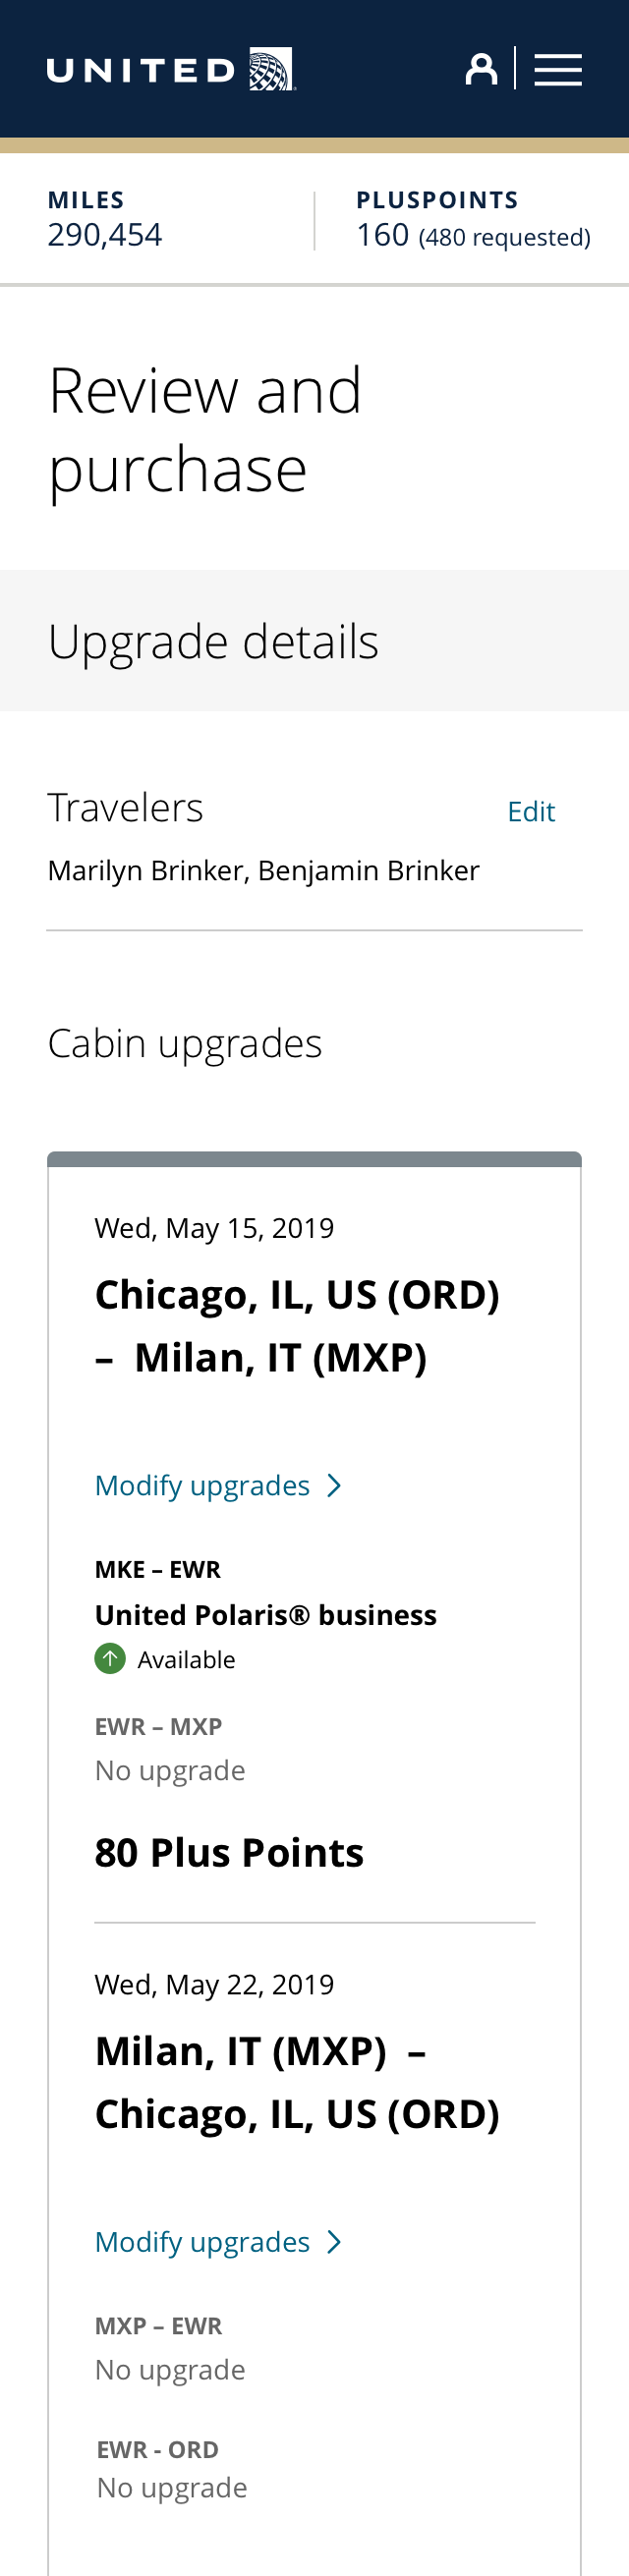 UNITED
MILES
290,454
PLUSPOINTS
160 (480 requested)
Review and
purchase
Upgrade details
Travelers
Edit
Marilyn Brinker, Benjamin Brinker
Cabin upgrades
Wed, May 15, 2019
Chicago, IL, US (ORD)
– Milan, IT (MXP)
Modify upgrades
MKE – EWR
United Polaris® business
Available
EWR – MXP
No upgrade
80 Plus Points
Wed, May 22, 2019
Milan, IT (MXP) –
Chicago, IL, US (ORD)
Modify upgrades
MXP – EWR
No upgrade
EWR - ORD
No upgrade